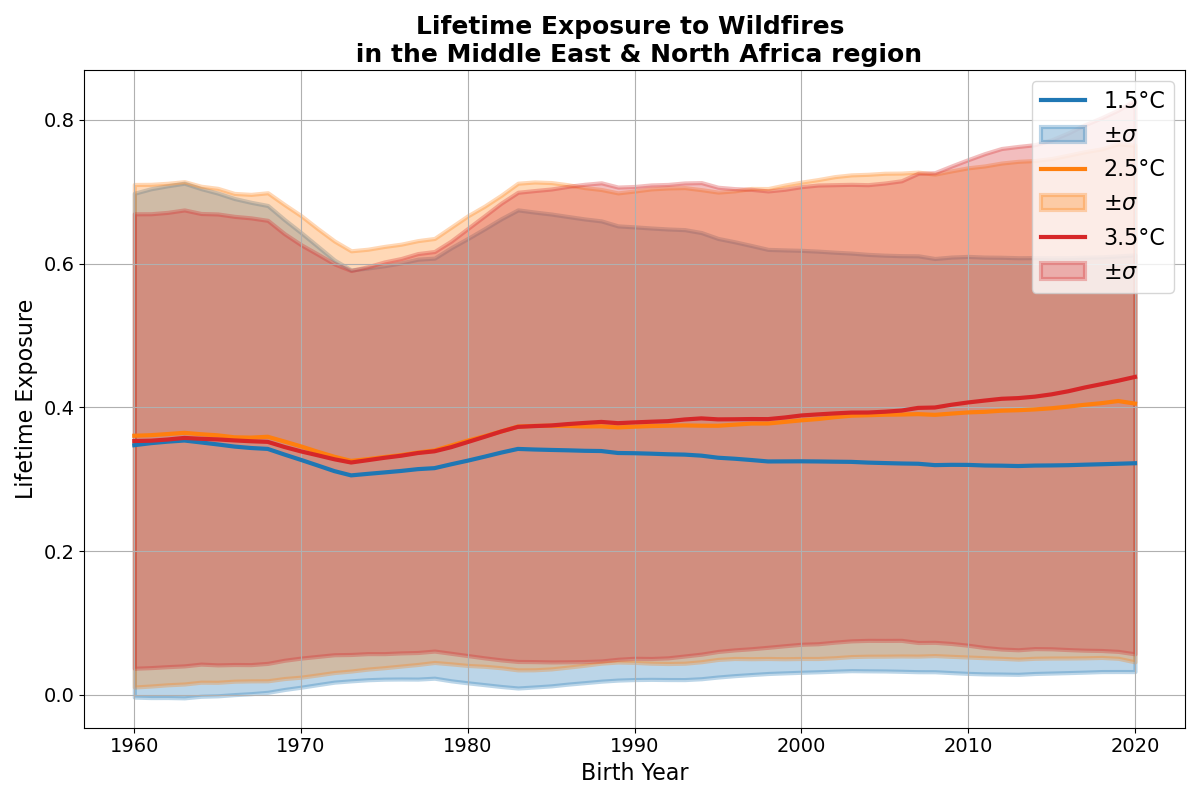 Lifetime Exposure to Wildfires
in the Middle East & North Africa region
Lifetime Exposure
0.8
0.6
0.4
0.2
0.0
1.5°C
±σ
2.5°C
±σ
3.5°C
±σ
1960 1970 1980 1990 2000 2010 2020
Birth Year